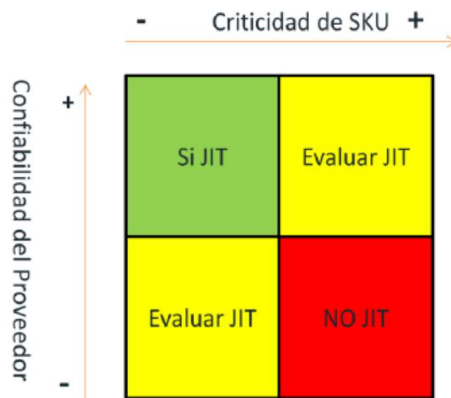 - Criticidad de SKU +
+
Si JIT Evaluar JIT
Confiabilidad del Proveedor
Evaluar JIT NO JIT
-